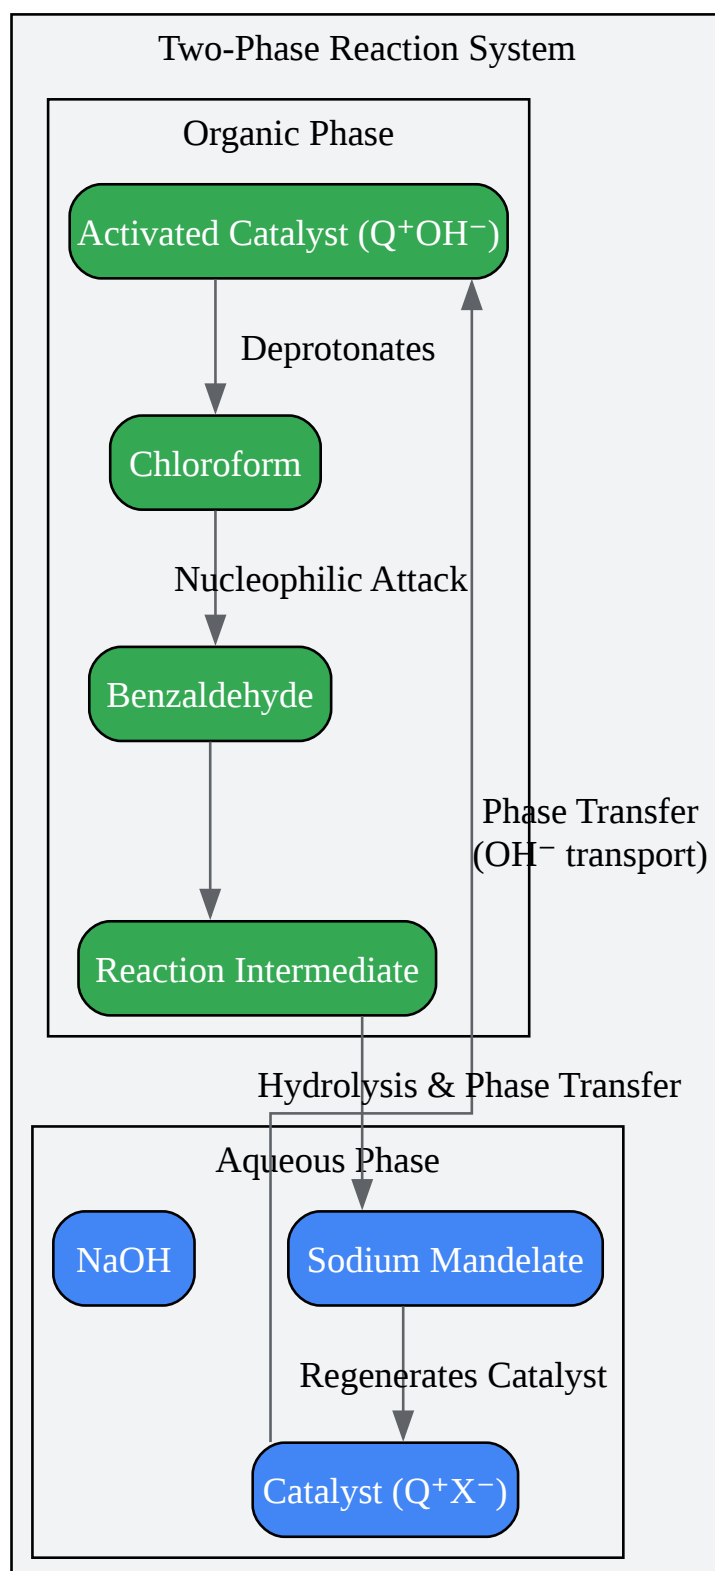 Two-Phase Reaction System
Organic Phase
Activated Catalyst (Q⁺OH⁻)
Deprotonates
Chloroform
Nucleophilic Attack
Benzaldehyde
Phase Transfer
(OH⁻ transport)
Reaction Intermediate
Hydrolysis & Phase Transfer
Aqueous Phase
NaOH
Sodium Mandelate
Regenerates Catalyst
Catalyst (Q⁺X⁻)